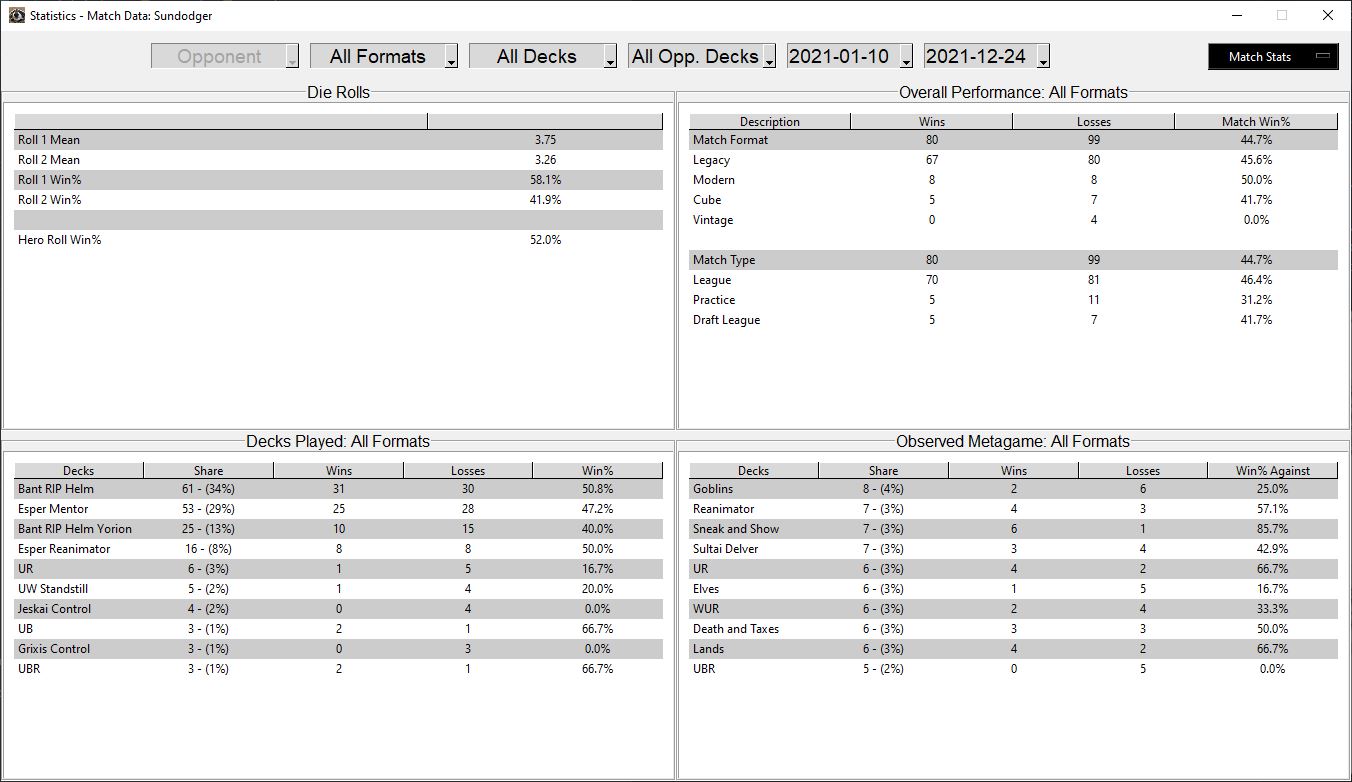 Statistics - Match Data: Sundodger
Opponent All Formats All Decks All Opp. Decks 2021-01-10 2021-12-24 Match Stats
Die Rolls
Roll 1 Mean 3.75
Roll 2 Mean 3.26
Roll 1 Win% 58.1%
Roll 2 Win% 41.9%
Hero Roll Win% 52.0%
Overall Performance: All Formats
Description Wins Losses Match Win%
Match Format 80 99 44.7%
Legacy 67 80 45.6%
Modern 8 8 50.0%
Cube 5 7 41.7%
Vintage 0 4 0.0%
Match Type 80 99 44.7%
League 70 81 46.4%
Practice 5 11 31.2%
Draft League 5 7 41.7%
Decks Played: All Formats
Decks Share Wins Losses Win%
Bant RIP Helm 61 - (34%) 31 30 50.8%
Esper Mentor 53 - (29%) 25 28 47.2%
Bant RIP Helm Yorion 25 - (13%) 10 15 40.0%
Esper Reanimator 16 - (8%) 8 8 50.0%
UR 6 - (3%) 1 5 16.7%
UW Standstill 5 - (2%) 1 4 20.0%
Jeskai Control 4 - (2%) 0 4 0.0%
UB 3 - (1%) 2 1 66.7%
Grixis Control 3 - (1%) 0 3 0.0%
UBR 3 - (1%) 2 1 66.7%
Observed Metagame: All Formats
Decks Share Wins Losses Win% Against
Goblins 8 - (4%) 2 6 25.0%
Reanimator 7 - (3%) 4 3 57.1%
Sneak and Show 7 - (3%) 6 1 85.7%
Sultai Delver 7 - (3%) 3 4 42.9%
UR 6 - (3%) 4 2 66.7%
Elves 6 - (3%) 1 5 16.7%
WUR 6 - (3%) 2 4 33.3%
Death and Taxes 6 - (3%) 3 3 50.0%
Lands 6 - (3%) 4 2 66.7%
UBR 5 - (2%) 0 5 0.0%